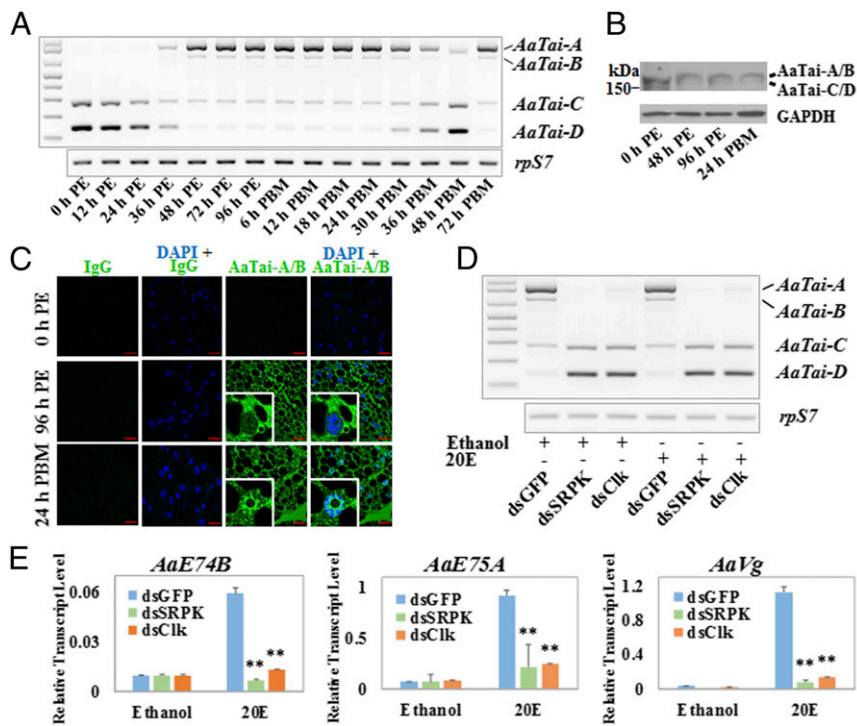 A
AaTai-A
AaTai-B
AaTai-C
AaTai-D
rpS7
0 h PE
12 h PE
24 h PE
36 h PE
48 h PE
72 h PE
96 h PE
6 h PBM
12 h PBM
18 h PBM
24 h PBM
30 h PBM
36 h PBM
48 h PBM
72 h PBM
B
kDa
150
AaTai-A/B
AaTai-C/D
GAPDH
0 h PE
48 h PE
96 h PE
24 h PBM
C
IgG
DAPI +
IgG
AaTai-A/B
DAPI +
AaTai-A/B
0 h PE
96 h PE
24 h PBM
D
AaTai-A
AaTai-B
AaTai-C
AaTai-D
rpS7
Ethanol + + + - - -
20E - - - + + +
dsGFP
dsSRPK
dsClk
dsGFP
dsSRPK
dsClk
E
AaE74B
Relative Transcript Level
0.06
0.03
0
dsGFP
dsSRPK
dsClk
** **
Ethanol 20E
AaE75A
Relative Transcript Level
1
0.5
0
dsGFP
dsSRPK
dsClk
** **
Ethanol 20E
AaVg
Relative Transcript Level
1.2
0.8
0.4
0
dsGFP
dsSRPK
dsClk
** **
Ethanol 20E